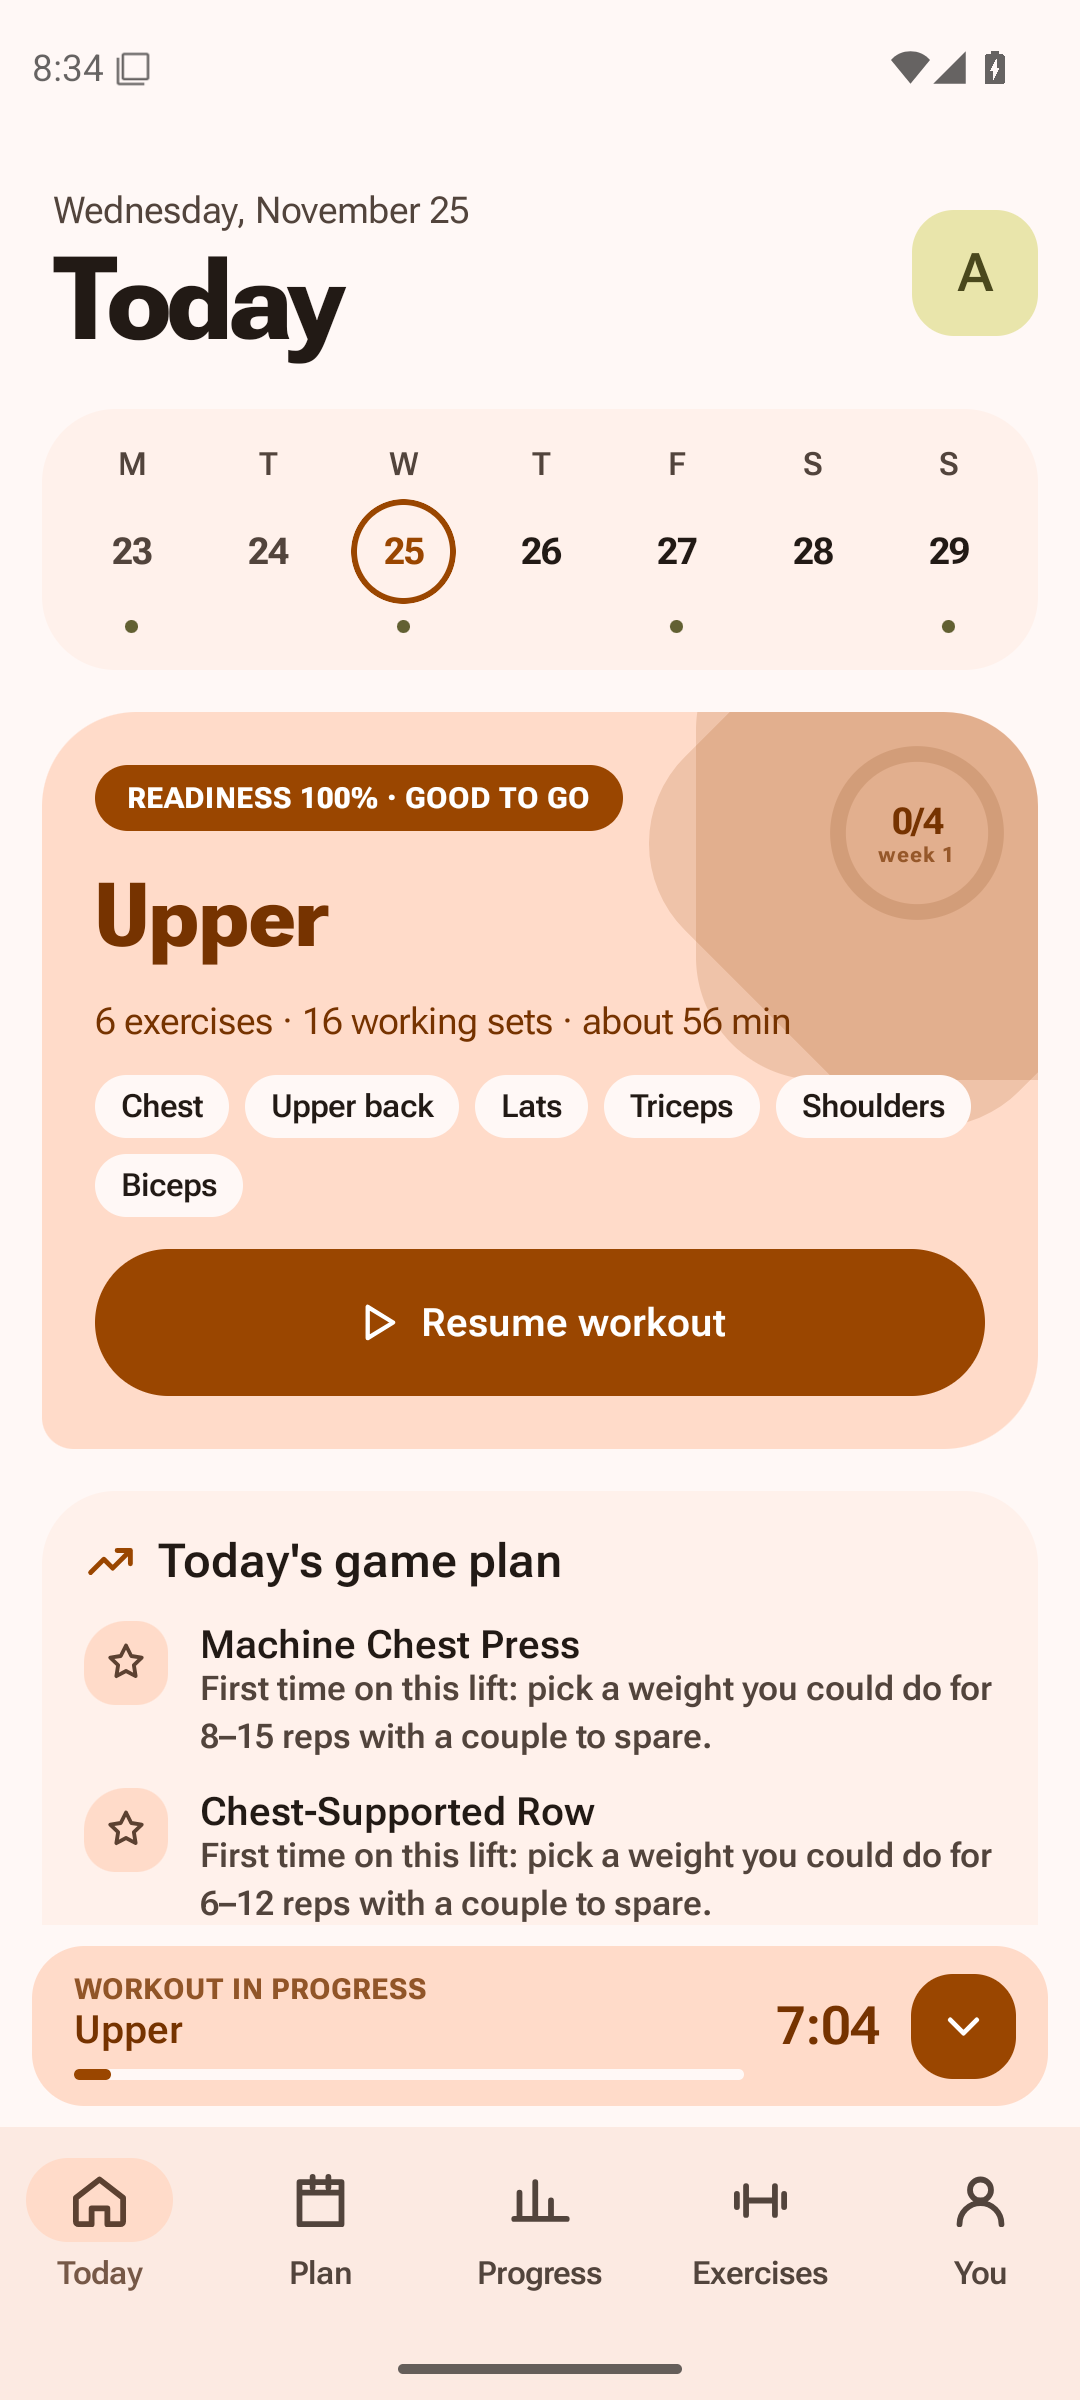 8:34
Wednesday, November 25
Today
A
M T W T F S S
23 24 25 26 27 28 29
READINESS 100% · GOOD TO GO
0/4
week 1
Upper
6 exercises · 16 working sets · about 56 min
Chest Upper back Lats Triceps Shoulders
Biceps
Resume workout
Today's game plan
Machine Chest Press
First time on this lift: pick a weight you could do for
8–15 reps with a couple to spare.
Chest-Supported Row
First time on this lift: pick a weight you could do for
6–12 reps with a couple to spare.
WORKOUT IN PROGRESS
Upper
7:04
Today Plan Progress Exercises You